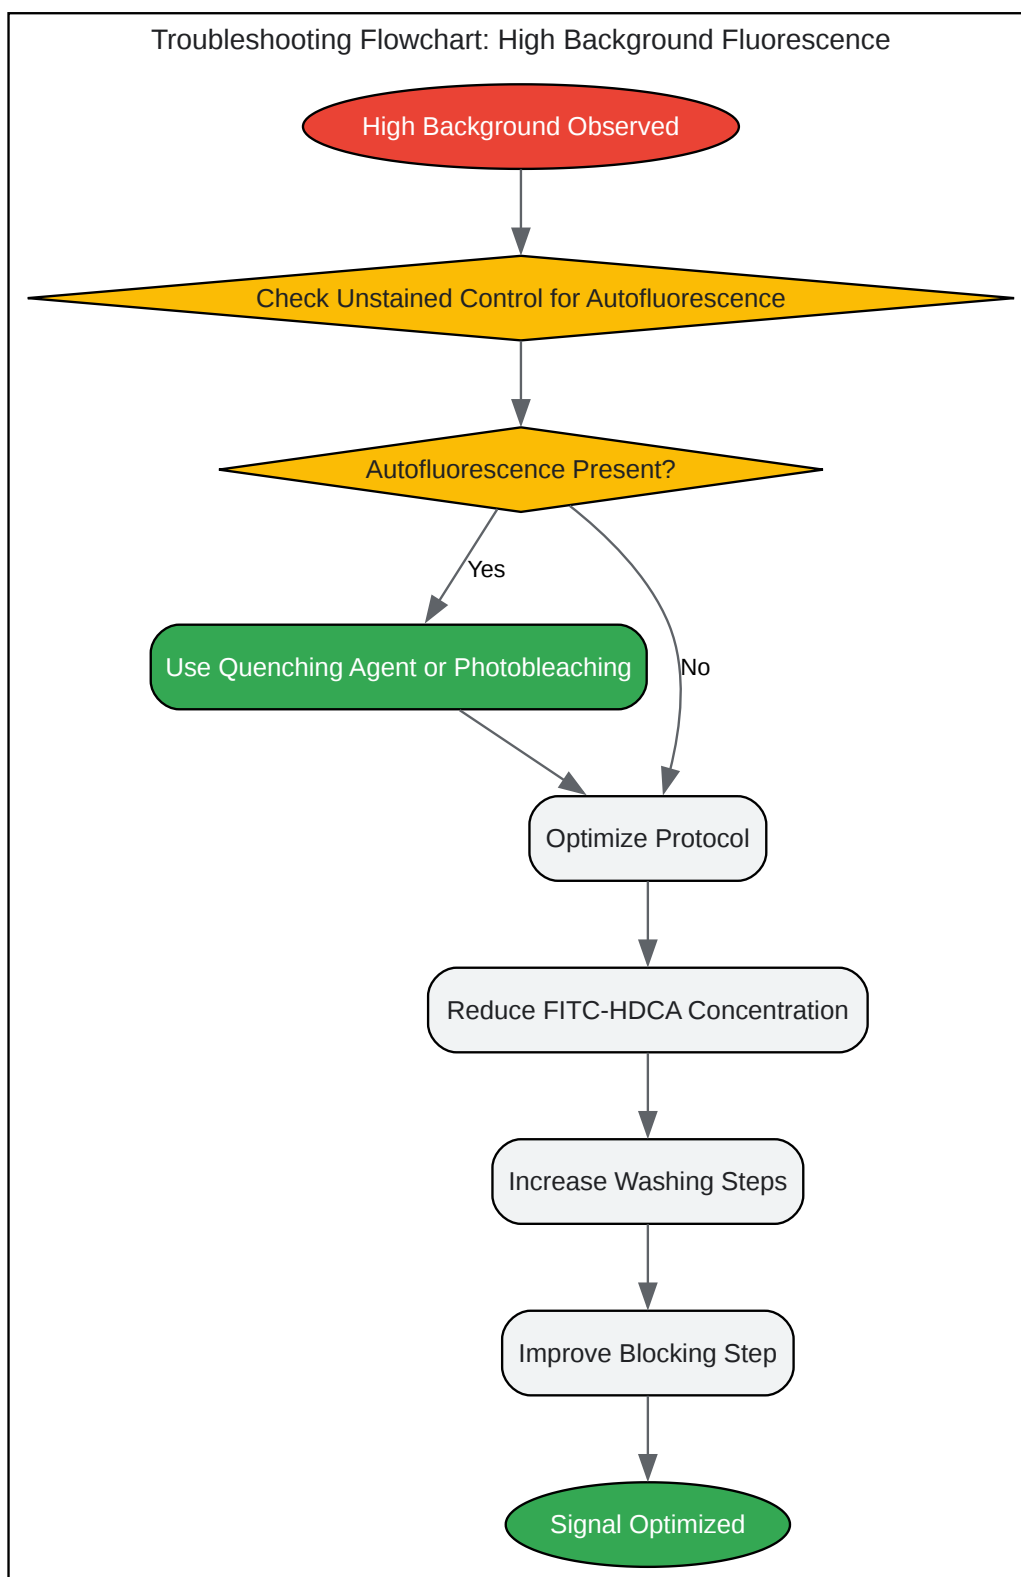 Troubleshooting Flowchart: High Background Fluorescence
High Background Observed
Check Unstained Control for Autofluorescence
Autofluorescence Present?
Yes
Use Quenching Agent or Photobleaching
No
Optimize Protocol
Reduce FITC-HDCA Concentration
Increase Washing Steps
Improve Blocking Step
Signal Optimized